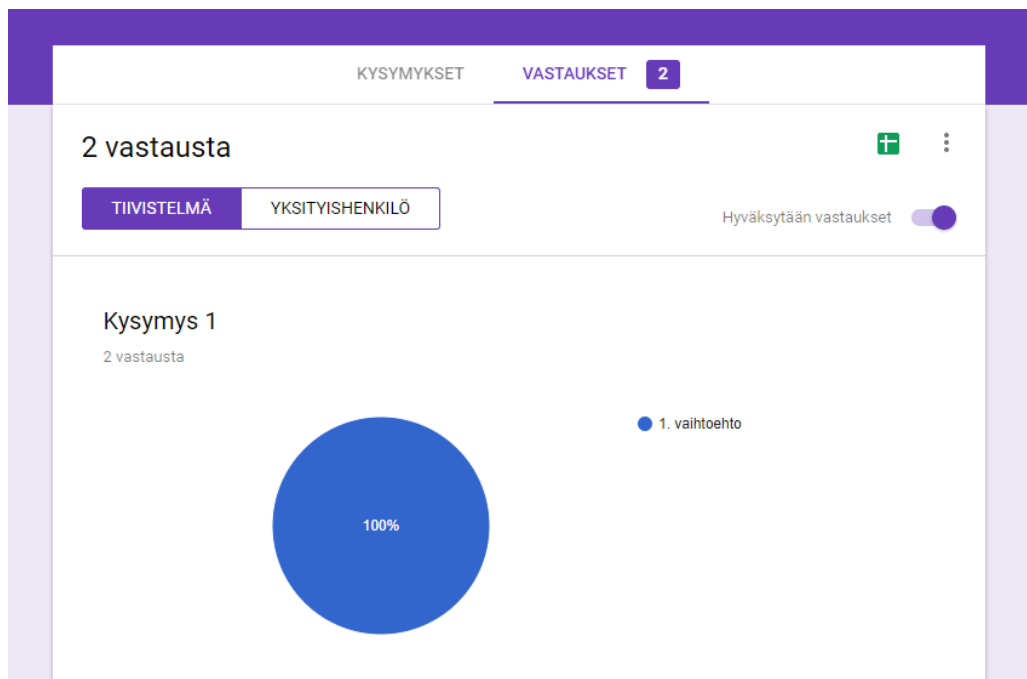 KYSYMYKSET VASTAUKSET 2
2 vastausta
TIIVISTELMÄ YKSITYISHENKILÖ
Hyväksytään vastaukset
Kysymys 1
2 vastausta
1. vaihtoehto
100%